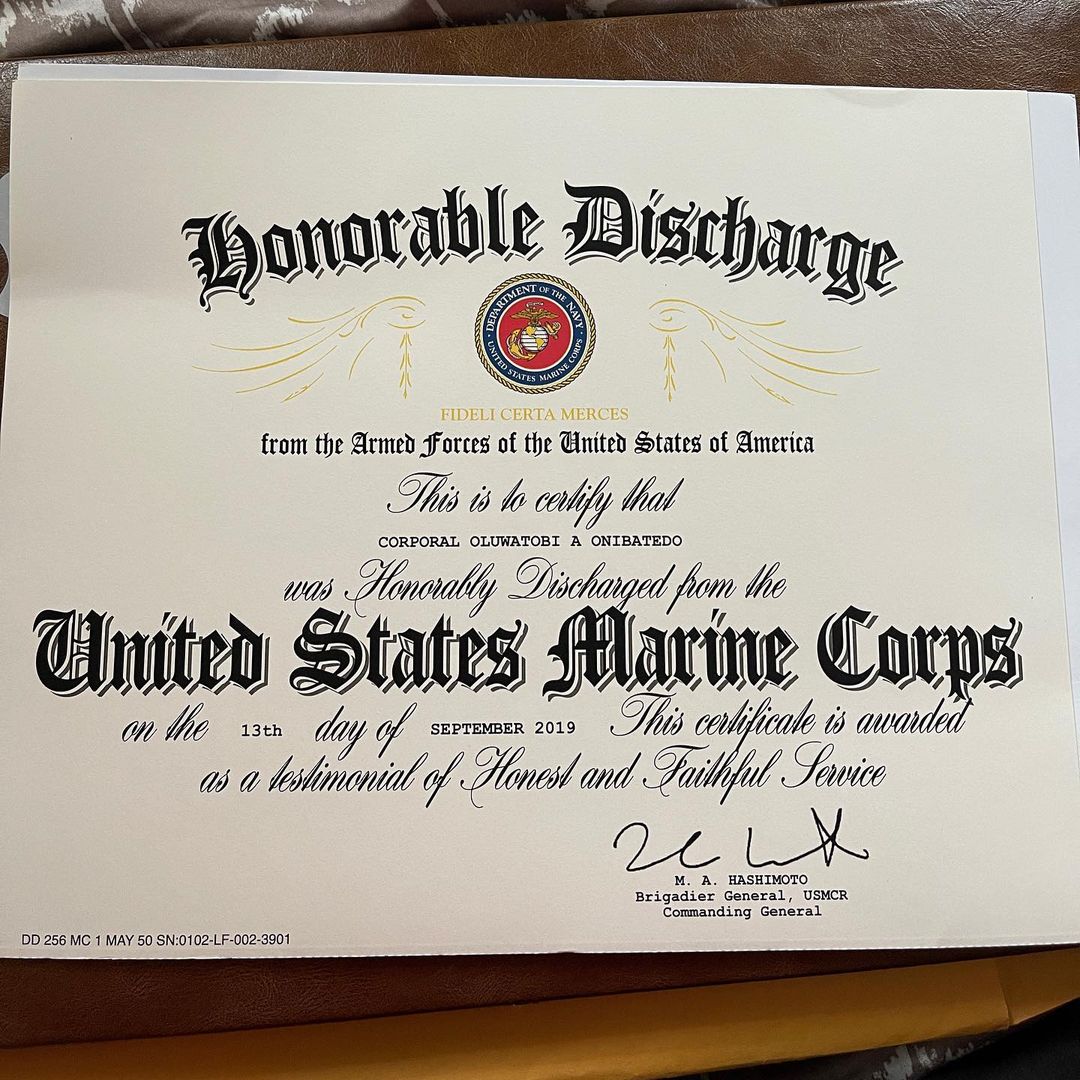 Honorable Discharge
DEPARTMENT OF THE NAVY
UNITED STATES MARINE CORPS
FIDELI CERTA MERCES
from the Armed Forces of the United States of America
This is to certify that
CORPORAL OLUWATOBI A ONIBATEDO
was Honorably Discharged from the
United States Marine Corps
on the 13th day of SEPTEMBER 2019 This certificate is awarded
as a testimonial of Honest and Faithful Service
M. A. HASHIMOTO
Brigadier General, USMCR
Commanding General
DD 256 MC 1 MAY 50 SN:0102-LF-002-3901